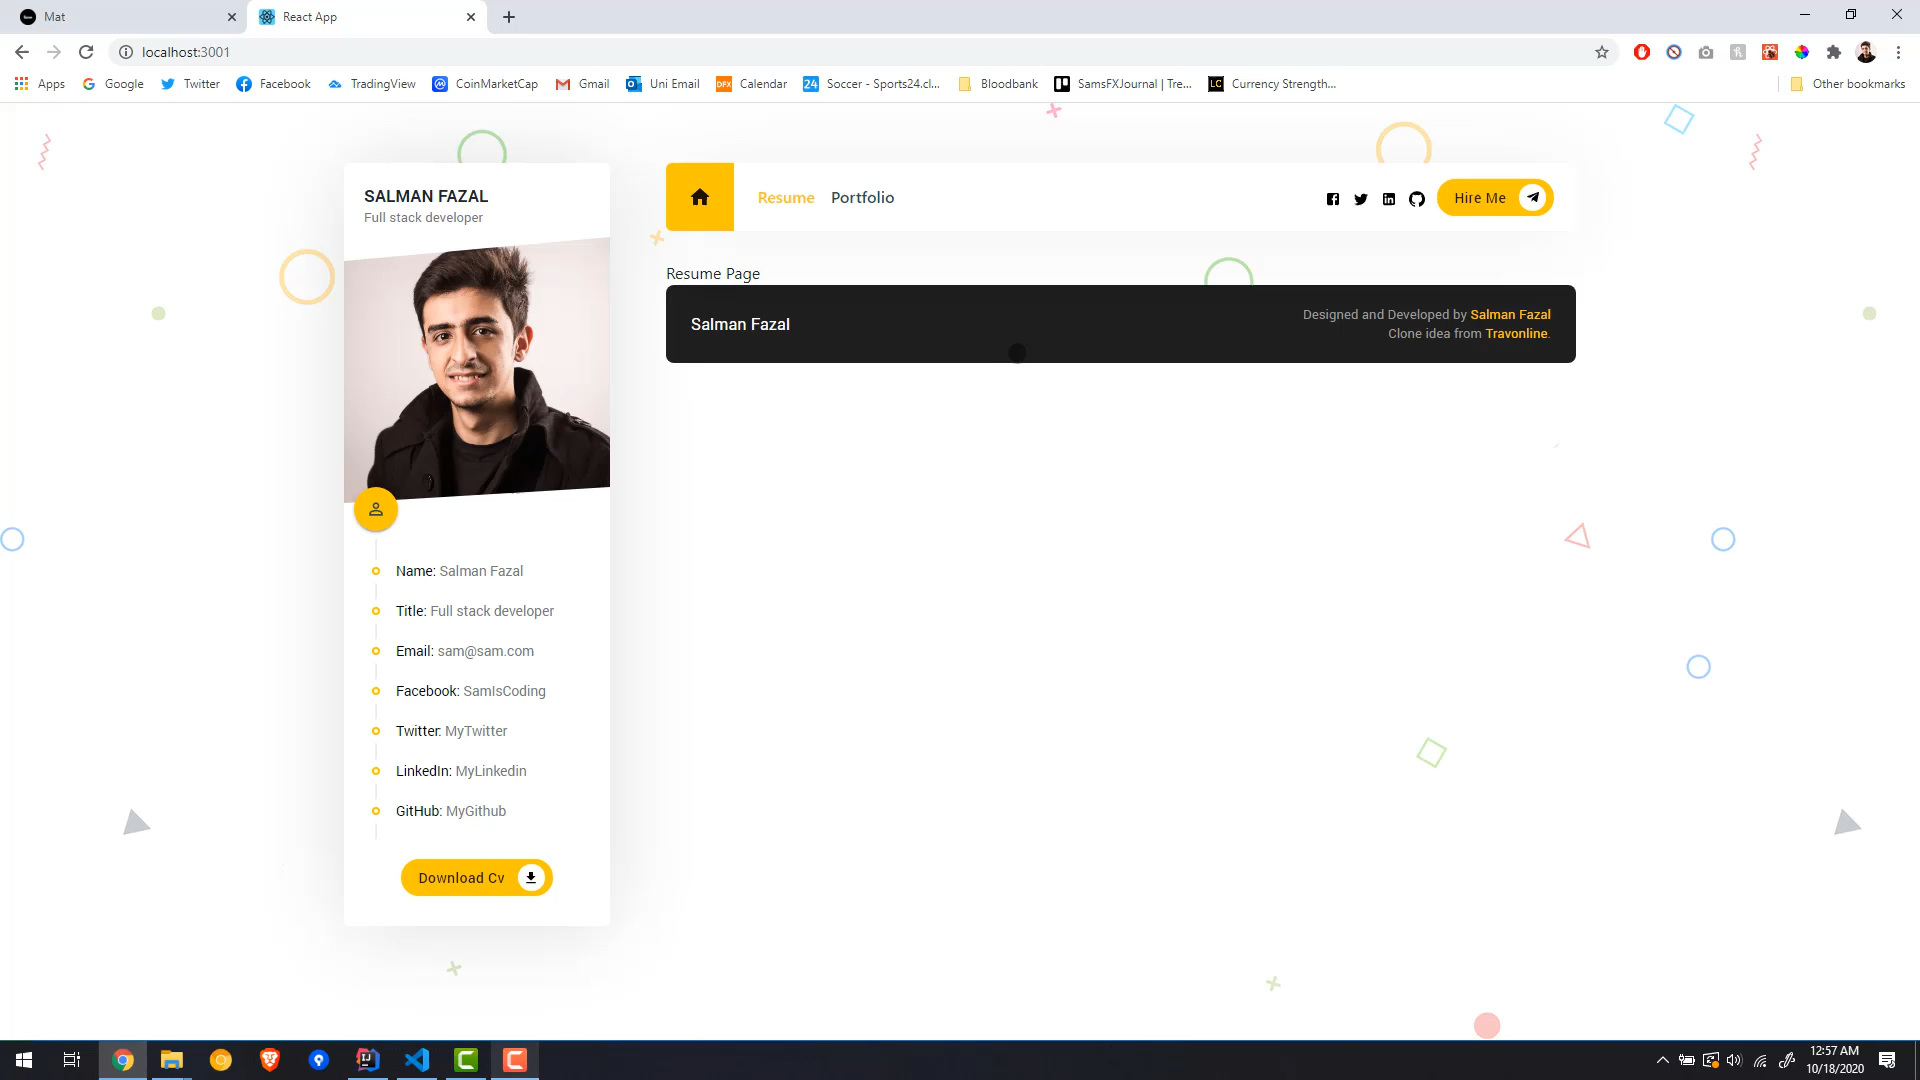 Mat
React App
localhost:3001
Apps
Google
Twitter
Facebook
TradingView
CoinMarketCap
Gmail
Uni Email
Calendar
Soccer - Sports24.cl...
Bloodbank
SamsFXJournal | Tre...
Currency Strength...
Other bookmarks
SALMAN FAZAL
Full stack developer
Name: Salman Fazal
Title: Full stack developer
Email: sam@sam.com
Facebook: SamIsCoding
Twitter: MyTwitter
LinkedIn: MyLinkedin
GitHub: MyGithub
Download Cv
Resume
Portfolio
Hire Me
Resume Page
Salman Fazal
Designed and Developed by Salman Fazal
Clone idea from Travonline.
12:57 AM
10/18/2020